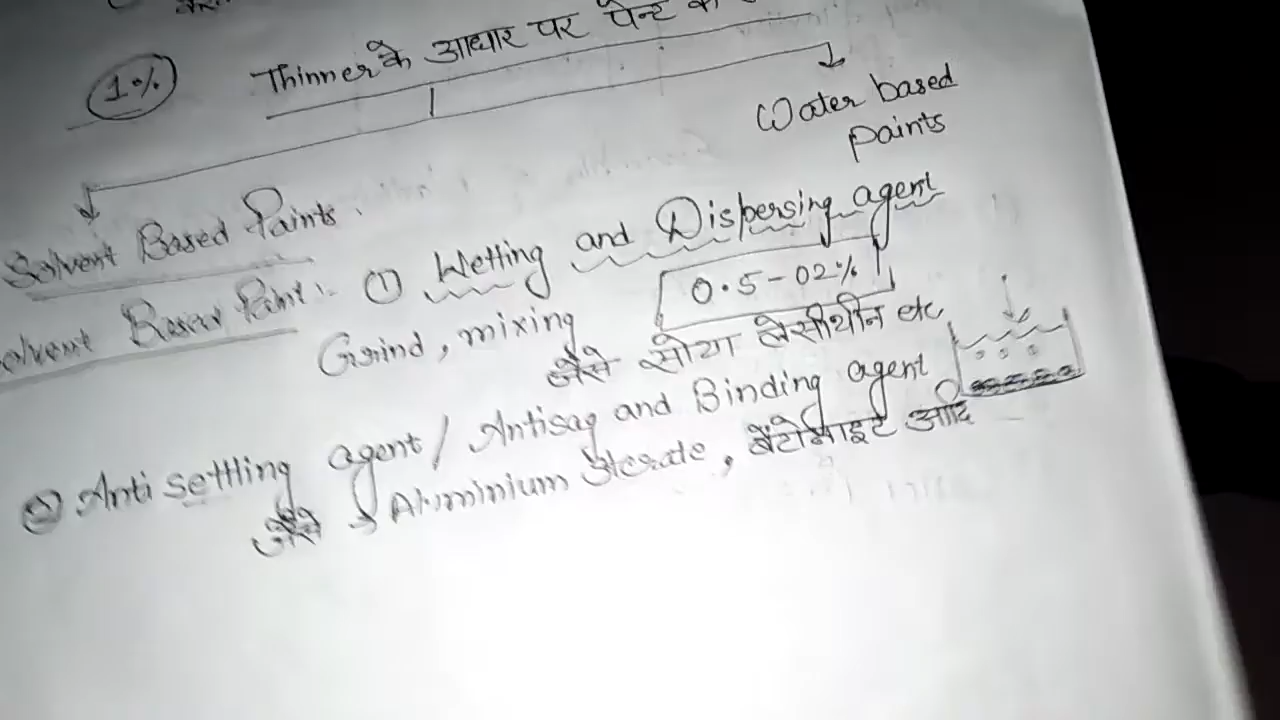 1%
Thinner के आधार पर पेन्ट
Water based
paints
Solvent Based Paints
Solvent Based Paint :- ① Wetting and Dispersing agent
Grind, mixing 0.5-02%
जैसे सोया लैसीथीन etc
② Anti settling agent/ Antisag and Binding agent
जैसे → Aluminium Sterate, बैंटोनाइट आदि